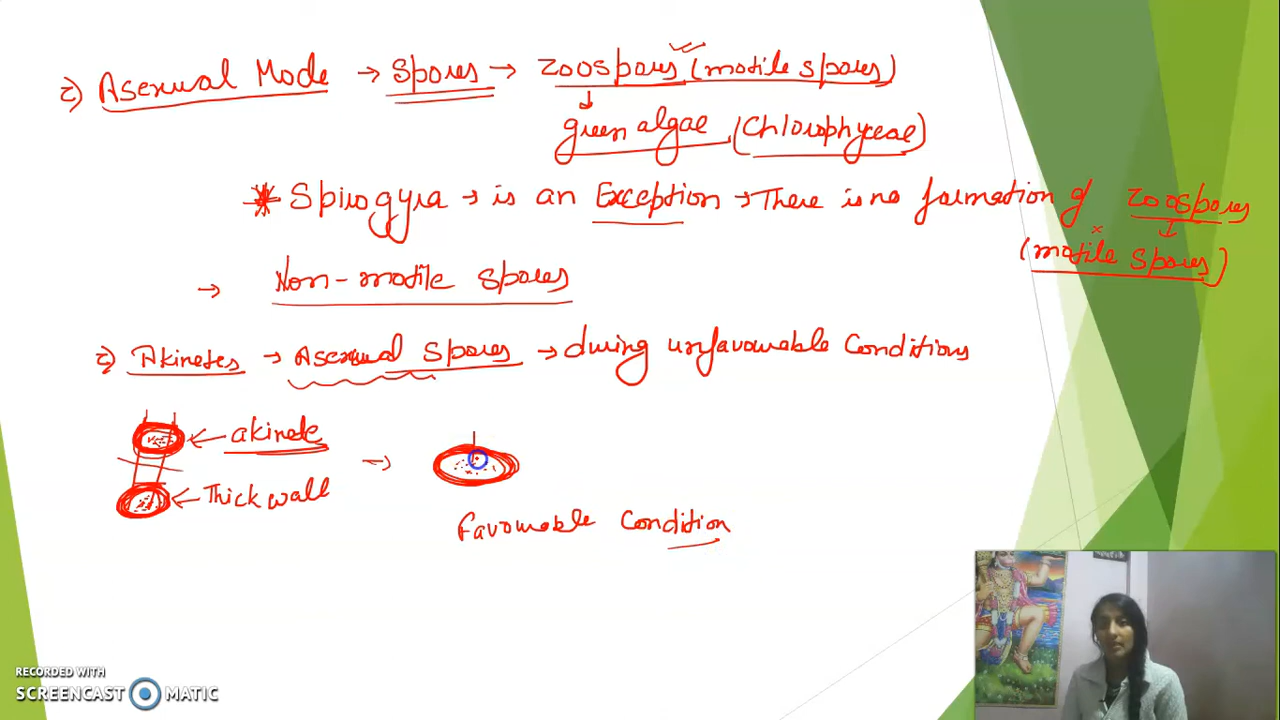 2) Asexual Mode → Spores → Zoospores (motile spores)
↓
green algae (Chlorophyceae)
* Spirogyra → is an Exception → There is no formation of Zoospores
↓
(motile spores)
→ Non-motile spores
2) Akinetes → Asexual Spores → during unfavourable Conditions
← akinete
→
← Thick wall
Favourable Condition
RECORDED WITH
SCREENCAST MATIC